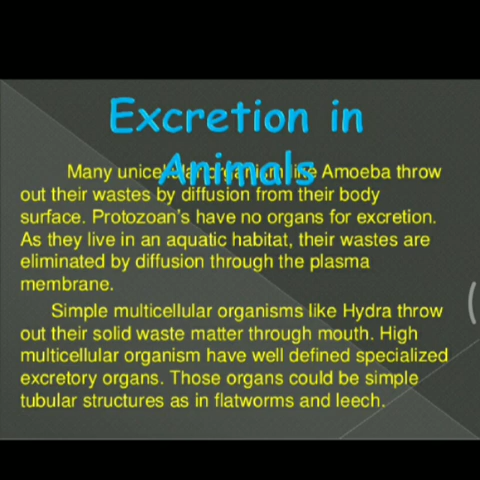 Excretion in
Animals
Many unicellular organism like Amoeba throw
out their wastes by diffusion from their body
surface. Protozoan's have no organs for excretion.
As they live in an aquatic habitat, their wastes are
eliminated by diffusion through the plasma
membrane.
Simple multicellular organisms like Hydra throw
out their solid waste matter through mouth. High
multicellular organism have well defined specialized
excretory organs. Those organs could be simple
tubular structures as in flatworms and leech.